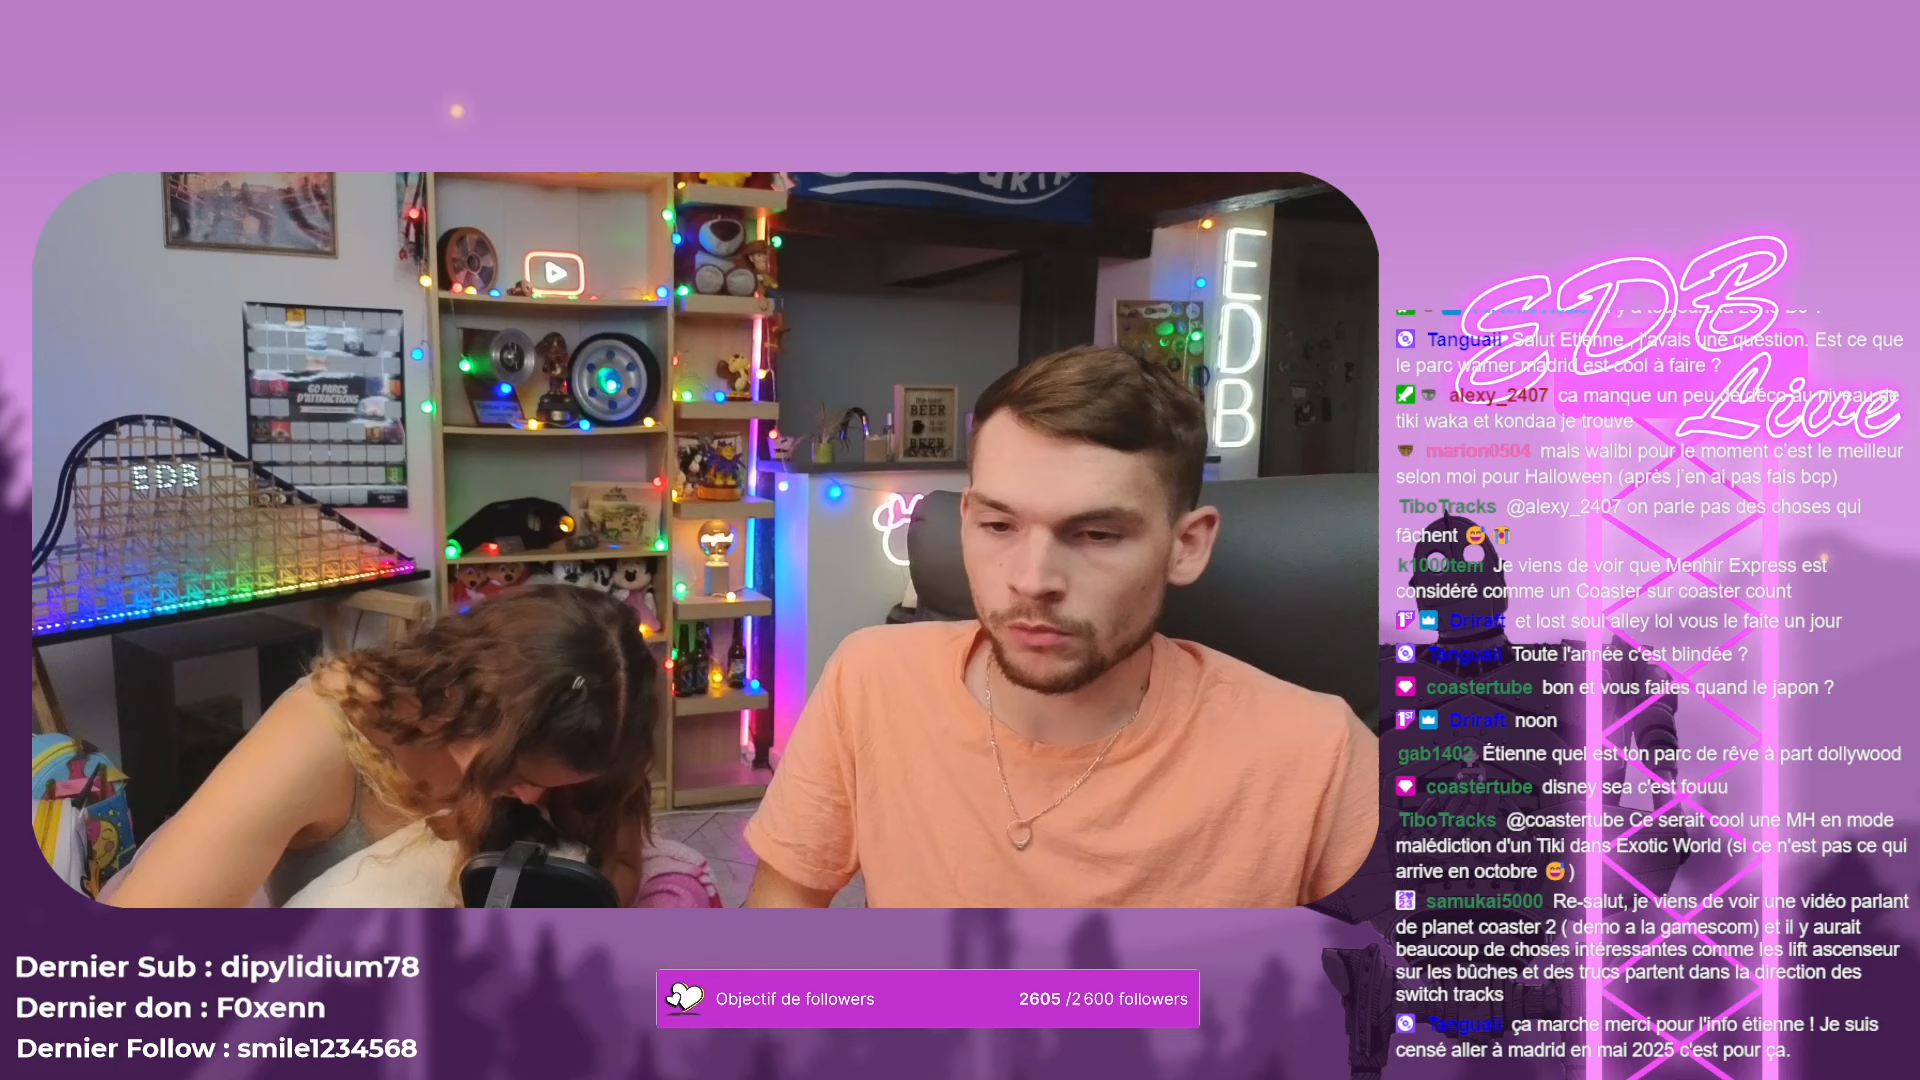 GO PARCS
D'ATTRACTIONS
EDB
BEER
BEER
E
D
B
EDB
Live
Tanguall Salut Etienne , j'avais une question. Est ce que
le parc warner madrid est cool à faire ?
alexy_2407 ca manque un peu de déco au niveau de
tiki waka et kondaa je trouve
marion0504 mais walibi pour le moment c'est le meilleur
selon moi pour Halloween (après j'en ai pas fais bcp)
TiboTracks @alexy_2407 on parle pas des choses qui
fâchent 😅 😭
k1000tem Je viens de voir que Menhir Express est
considéré comme un Coaster sur coaster count
Driraft et lost soul alley lol vous le faite un jour
Tanguall Toute l'année c'est blindée ?
coastertube bon et vous faites quand le japon ?
Driraft noon
gab1402 Étienne quel est ton parc de rêve à part dollywood
coastertube disney sea c'est fouuu
TiboTracks @coastertube Ce serait cool une MH en mode
malédiction d'un Tiki dans Exotic World (si ce n'est pas ce qui
arrive en octobre 😅 )
samukai5000 Re-salut, je viens de voir une vidéo parlant
de planet coaster 2 ( demo a la gamescom) et il y aurait
beaucoup de choses intéressantes comme les lift ascenseur
sur les bûches et des trucs partent dans la direction des
switch tracks
Tanguall ça marche merci pour l'info étienne ! Je suis
censé aller à madrid en mai 2025 c'est pour ça.
Dernier Sub : dipylidium78
Dernier don : F0xenn
Dernier Follow : smile1234568
Objectif de followers 2605 /2 600 followers